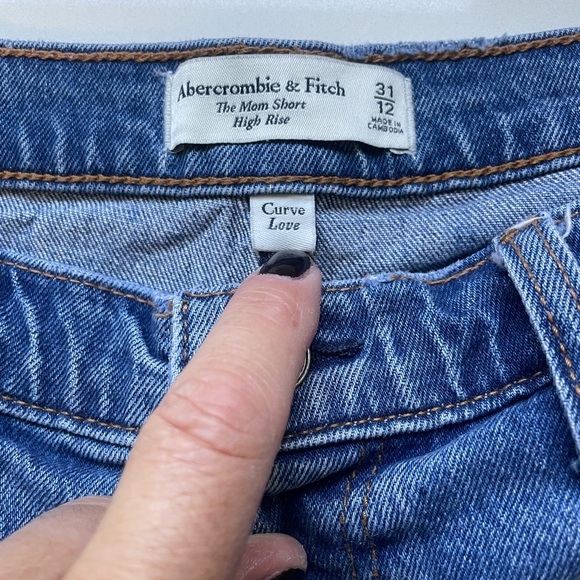 Abercrombie & Fitch
The Mom Short
High Rise
31
12
MADE IN
CAMBODIA
Curve
Love